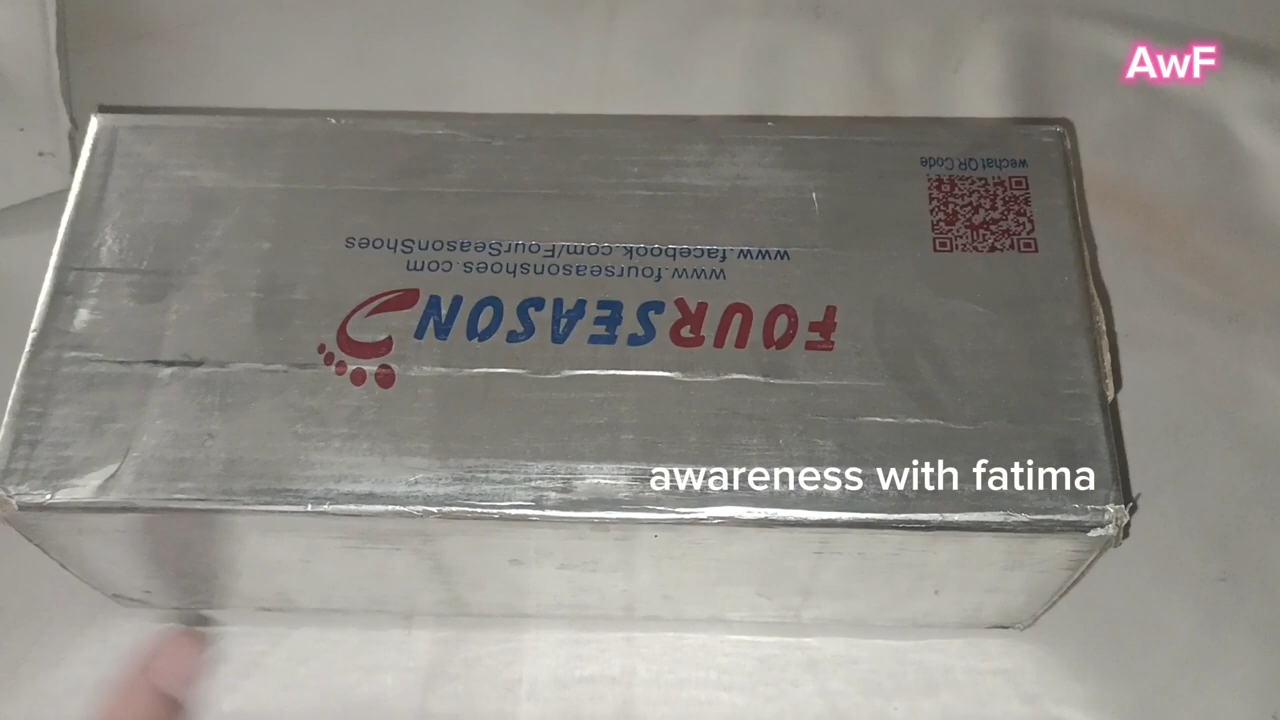 AwF
wechat QR Code
www.facebook.com/FourSeasonShoes
www.fourseasonshoes.com
FOURSEASON
awareness with fatima